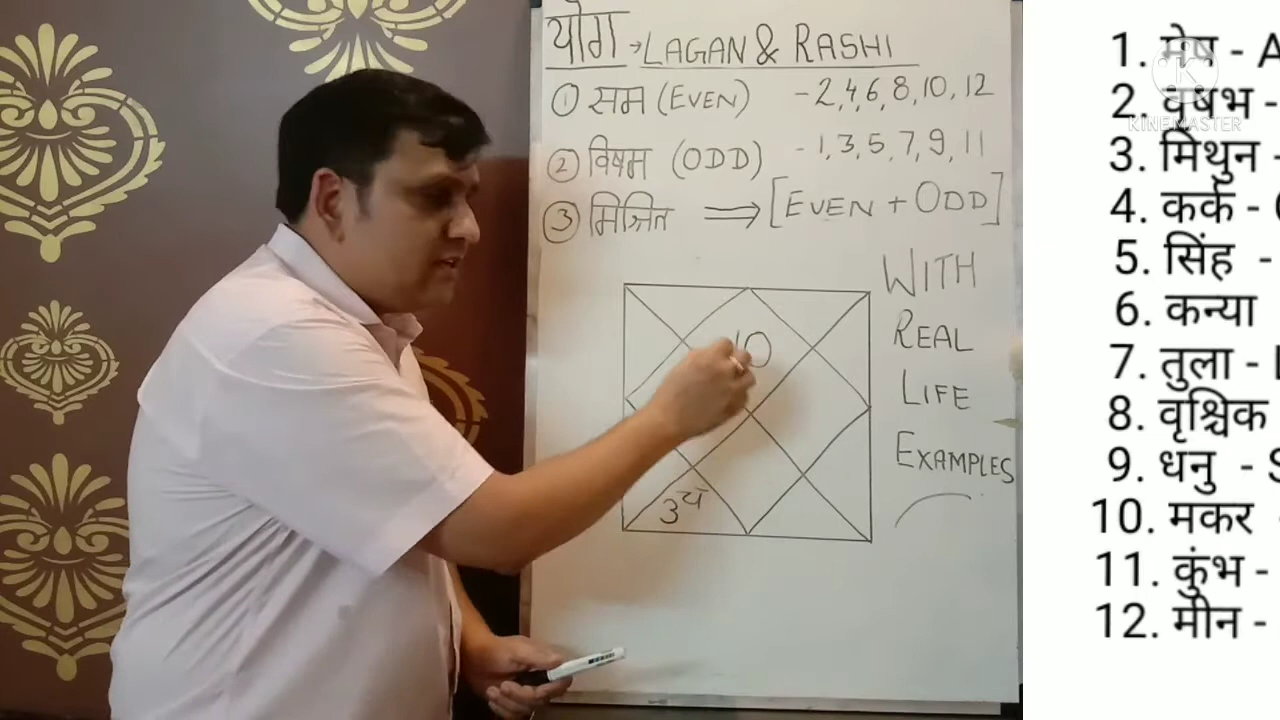 योग → LAGAN & RASHI
① सम (EVEN) - 2, 4, 6, 8, 10, 12
② विषम (ODD) - 1, 3, 5, 7, 9, 11
③ मिश्रित ⟹ [EVEN + ODD]
WITH
REAL
LIFE
EXAMPLES
10
3 चं
1. मेष - A
2. वृषभ -
3. मिथुन -
4. कर्क -
5. सिंह -
6. कन्या
7. तुला -
8. वृश्चिक
9. धनु - S
10. मकर
11. कुंभ -
12. मीन -
K
KINEMASTER